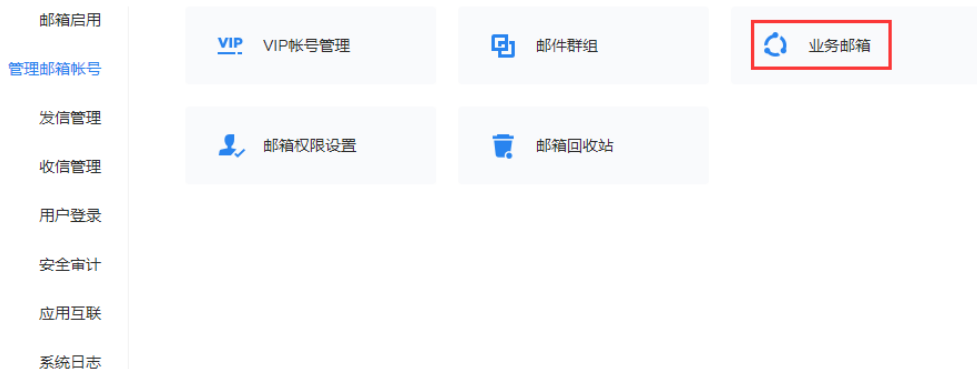 邮箱启用
管理邮箱帐号
发信管理
收信管理
用户登录
安全审计
应用互联
系统日志
VIP VIP帐号管理
邮件群组
业务邮箱
邮箱权限设置
邮箱回收站